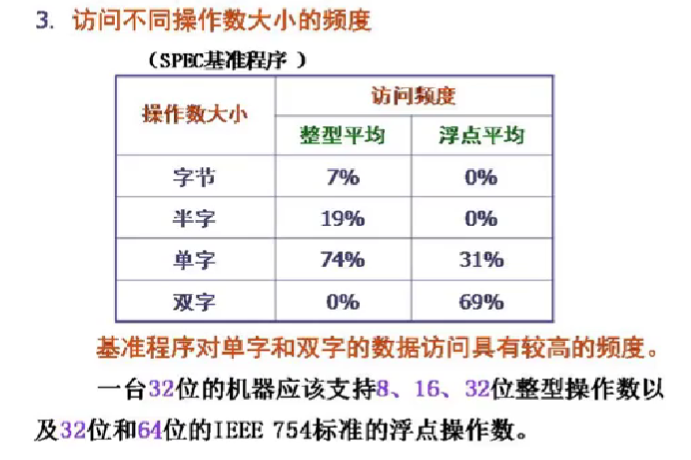 3. 访问不同操作数大小的频度
（SPEC基准程序 ）
操作数大小 访问频度
整型平均 浮点平均
字节 7% 0%
半字 19% 0%
单字 74% 31%
双字 0% 69%
基准程序对单字和双字的数据访问具有较高的频度。
一台32位的机器应该支持8、16、32位整型操作数以
及32位和64位的IEEE 754标准的浮点操作数。